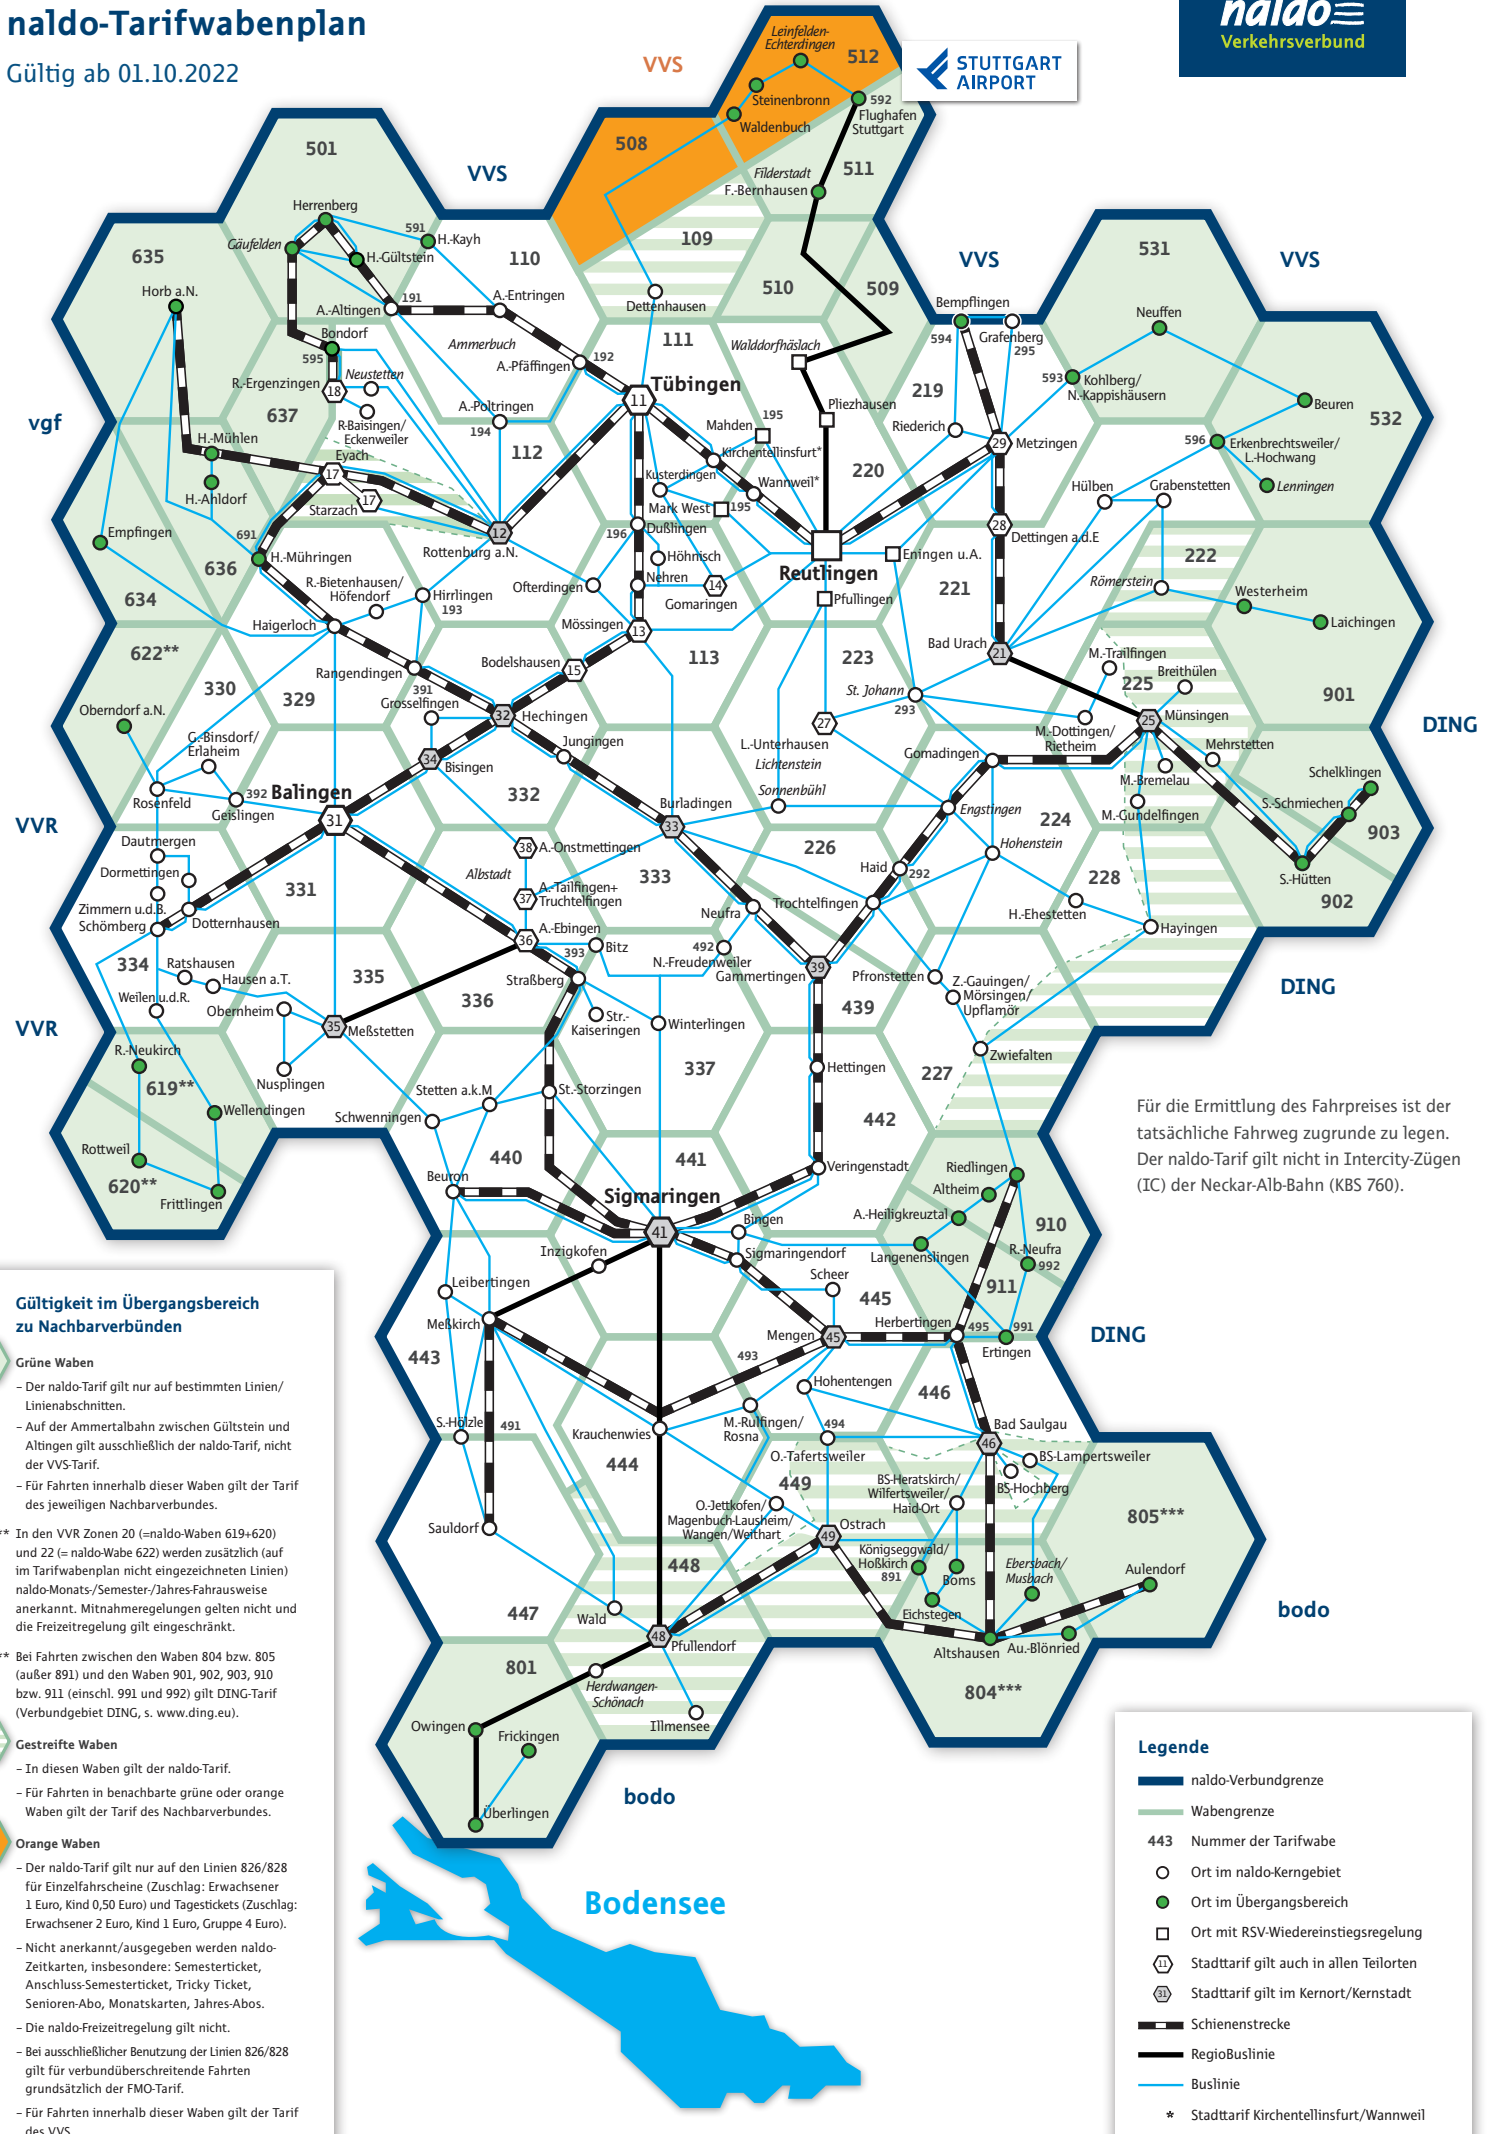 naldo-Tarifwabenplan
Gültig ab 01.10.2022
naldo
Verkehrsverbund
STUTTGART
AIRPORT
VVS
Leinfelden-
Echterdingen
512
Steinenbronn
Waldenbuch
592
Flughafen
Stuttgart
508
511
Filderstadt
F.-Bernhausen
501
VVS
Herrenberg
591
H.-Kayh
Gäufelden
H.-Gültstein
110
109
635
Horb a.N.
510
509
VVS
531
VVS
A.-Altingen
191
A.-Entringen
Dettenhausen
Bempflingen
594
Grafenberg
295
Neuffen
Bondorf
595
Ammerbuch
A.-Pfäffingen
192
111
Walddorfhäslach
R.-Ergenzingen
Neustetten
18
Tübingen
11
219
593
Kohlberg/
N.-Kappishäusern
Beuren
532
vgf
637
R-Baisingen/
Eckenweiler
A.-Poltringen
194
Pliezhausen
Mahden
195
Riederich
29
Metzingen
596
Erkenbrechtsweiler/
L.-Hochwang
H.-Mühlen
Eyach
17
112
Kirchentellinsfurt*
220
Lenningen
H.-Ahldorf
17
Starzach
Kusterdingen
Wannweil*
Hülben
Grabenstetten
Mark West
195
Empfingen
691
12
Rottenburg a.N.
196
Dußlingen
28
Dettingen a.d.E
H.-Mühringen
636
Höhnisch
Reutlingen
Eningen u.A.
222
634
R.-Bietenhausen/
Höfendorf
Hirrlingen
193
Ofterdingen
Nehren
14
Gomaringen
Pfullingen
221
Römerstein
Westerheim
Laichingen
Haigerloch
Mössingen
13
622**
Rangendingen
391
Bodelshausen
15
113
223
Bad Urach
21
M.-Trailfingen
Breithülen
225
901
330
329
Grosselfingen
32
Hechingen
St. Johann
293
27
25
Münsingen
DING
Oberndorf a.N.
G.-Binsdorf/
Erlaheim
34
Bisingen
Jungingen
L.-Unterhausen
Lichtenstein
M.-Dottingen/
Rietheim
Gomadingen
Mehrstetten
Schelklingen
Rosenfeld
392
Geislingen
Balingen
31
332
Burladingen
33
Sonnenbühl
Engstingen
M.-Bremelau
M.-Gundelfingen
S.-Schmiechen
903
VVR
Dautmergen
Dormettingen
38
A.-Onstmettingen
Albstadt
37
A.-Tailfingen+
Truchtelfingen
333
226
Haid
292
224
Hohenstein
228
S.-Hütten
902
Zimmern u.d.B.
Schömberg
Dotternhausen
331
36
A.-Ebingen
393
Bitz
Neufra
Trochtelfingen
H.-Ehestetten
Hayingen
334
Ratshausen
Hausen a.T.
335
Straßberg
492
N.-Freudenweiler
Gammertingen
39
Pfronstetten
Z.-Gauingen/
Mörsingen/
Upflamör
DING
VVR
Weilen u.d.R.
Obernheim
35
Meßstetten
336
Str.-
Kaiseringen
Winterlingen
439
R.-Neukirch
619**
Nusplingen
337
Hettingen
227
Zwiefalten
Wellendingen
Stetten a.k.M
Schwenningen
St.-Storzingen
442
Für die Ermittlung des Fahrpreises ist der
tatsächliche Fahrweg zugrunde zu legen.
Der naldo-Tarif gilt nicht in Intercity-Zügen
(IC) der Neckar-Alb-Bahn (KBS 760).
Rottweil
620**
Frittlingen
440
Beuron
441
Sigmaringen
41
Veringenstadt
Riedlingen
Altheim
A.-Heiligkreuztal
910
Bingen
Inzigkofen
Sigmaringendorf
Langenenslingen
R.-Neufra
992
911
Scheer
445
Leibertingen
Meßkirch
443
Mengen
45
Herbertingen
495
991
Ertingen
DING
493
Hohentengen
446
S.-Hölzle
491
Krauchenwies
M.-Rulfingen/
Rosna
494
Bad Saulgau
46
O.-Tafertsweiler
BS-Lampertsweiler
BS-Hochberg
444
449
BS-Heratskirch/
Wilfertsweiler/
Haid-Ort
805***
O.-Jettkofen/
Magenbuch-Lausheim/
Wangen/Weithart
49
Ostrach
Sauldorf
448
Königseggwald/
Hoßkirch
891
Boms
Ebersbach/
Musbach
Aulendorf
447
Wald
Eichstegen
bodo
48
Pfullendorf
Altshausen
Au.-Blönried
801
Herdwangen-
Schönach
804***
Owingen
Frickingen
Illmensee
bodo
Überlingen
Bodensee
Gültigkeit im Übergangsbereich
zu Nachbarverbünden
Grüne Waben
– Der naldo-Tarif gilt nur auf bestimmten Linien/
Linienabschnitten.
– Auf der Ammertalbahn zwischen Gültstein und
Altingen gilt ausschließlich der naldo-Tarif, nicht
der VVS-Tarif.
– Für Fahrten innerhalb dieser Waben gilt der Tarif
des jeweiligen Nachbarverbundes.
** In den VVR Zonen 20 (=naldo-Waben 619+620)
und 22 (= naldo-Wabe 622) werden zusätzlich (auf
im Tarifwabenplan nicht eingezeichneten Linien)
naldo-Monats-/Semester-/Jahres-Fahrausweise
anerkannt. Mitnahmeregelungen gelten nicht und
die Freizeitregelung gilt eingeschränkt.
** Bei Fahrten zwischen den Waben 804 bzw. 805
(außer 891) und den Waben 901, 902, 903, 910
bzw. 911 (einschl. 991 und 992) gilt DING-Tarif
(Verbundgebiet DING, s. www.ding.eu).
Gestreifte Waben
– In diesen Waben gilt der naldo-Tarif.
– Für Fahrten in benachbarte grüne oder orange
Waben gilt der Tarif des Nachbarverbundes.
Orange Waben
– Der naldo-Tarif gilt nur auf den Linien 826/828
für Einzelfahrscheine (Zuschlag: Erwachsener
1 Euro, Kind 0,50 Euro) und Tagestickets (Zuschlag:
Erwachsener 2 Euro, Kind 1 Euro, Gruppe 4 Euro).
– Nicht anerkannt/ausgegeben werden naldo-
Zeitkarten, insbesondere: Semesterticket,
Anschluss-Semesterticket, Tricky Ticket,
Senioren-Abo, Monatskarten, Jahres-Abos.
– Die naldo-Freizeitregelung gilt nicht.
– Bei ausschließlicher Benutzung der Linien 826/828
gilt für verbundüberschreitende Fahrten
grundsätzlich der FMO-Tarif.
– Für Fahrten innerhalb dieser Waben gilt der Tarif
des VVS.
Legende
naldo-Verbundgrenze
Wabengrenze
443 Nummer der Tarifwabe
Ort im naldo-Kerngebiet
Ort im Übergangsbereich
Ort mit RSV-Wiedereinstiegsregelung
11 Stadttarif gilt auch in allen Teilorten
31 Stadttarif gilt im Kernort/Kernstadt
Schienenstrecke
RegioBuslinie
Buslinie
* Stadttarif Kirchentellinsfurt/Wannweil